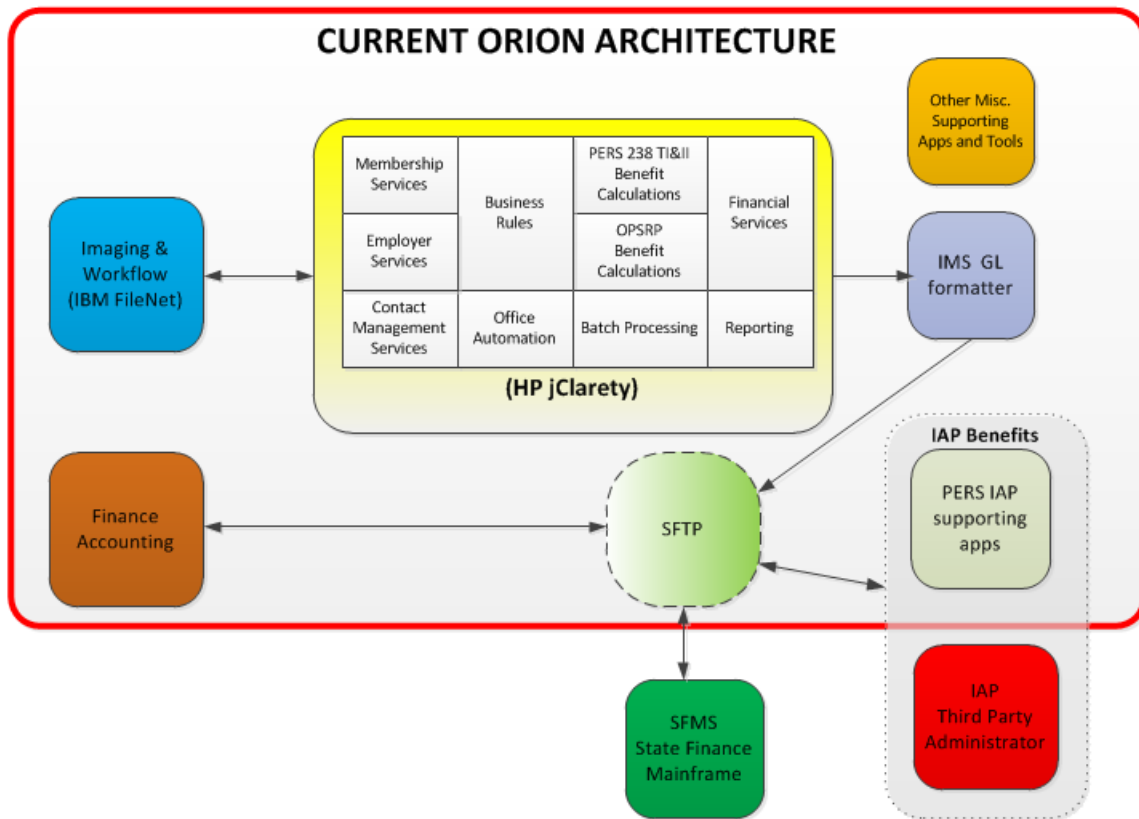 CURRENT ORION ARCHITECTURE
Other Misc.
Supporting
Apps and Tools
Membership
Services
Business
Rules
PERS 238 TI&II
Benefit
Calculations
Financial
Services
Employer
Services
OPSRP
Benefit
Calculations
Contact
Management
Services
Office
Automation
Batch Processing
Reporting
(HP jClarety)
Imaging &
Workflow
(IBM FileNet)
IMS GL
formatter
IAP Benefits
PERS IAP
supporting
apps
Finance
Accounting
SFTP
SFMS
State Finance
Mainframe
IAP
Third Party
Administrator